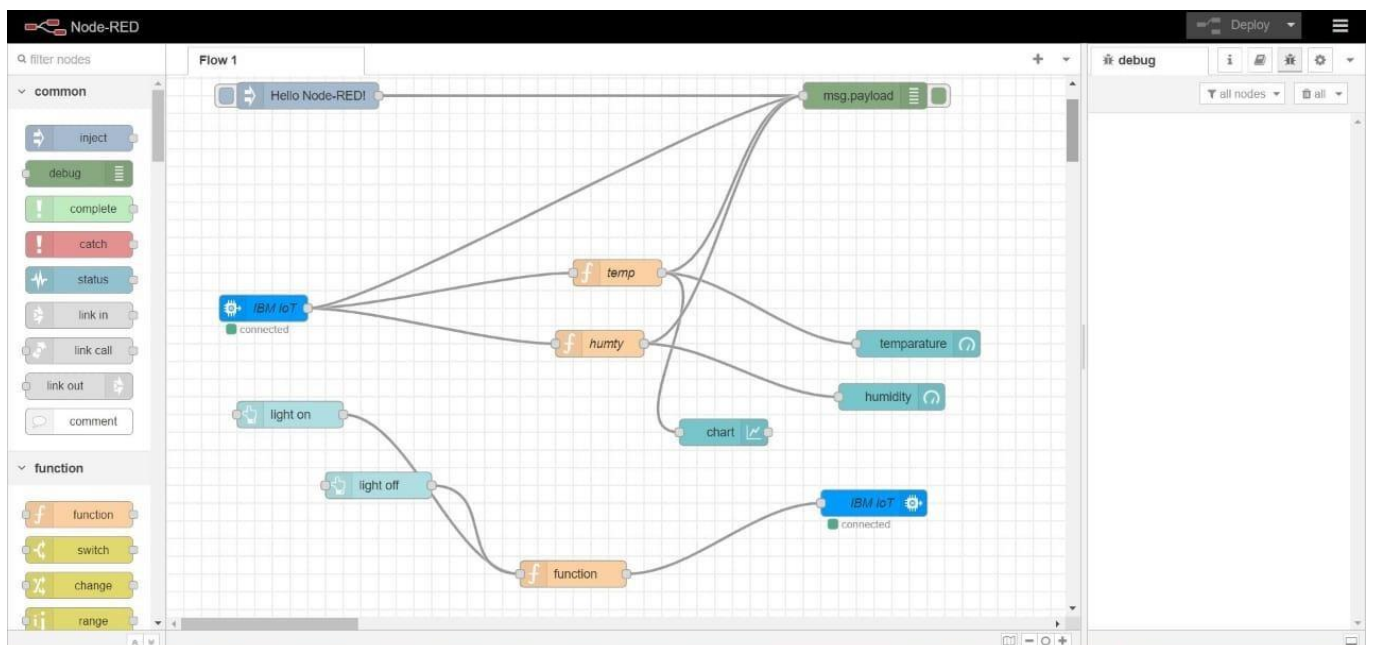 Node-RED
Deploy
filter nodes
Flow 1
debug
i
all nodes
all
common
inject
debug
complete
catch
status
link in
link call
link out
comment
function
function
switch
change
range
Hello Node-RED!
msg.payload
temp
IBM IoT
connected
humty
temparature
humidity
light on
chart
light off
IBM IoT
connected
function